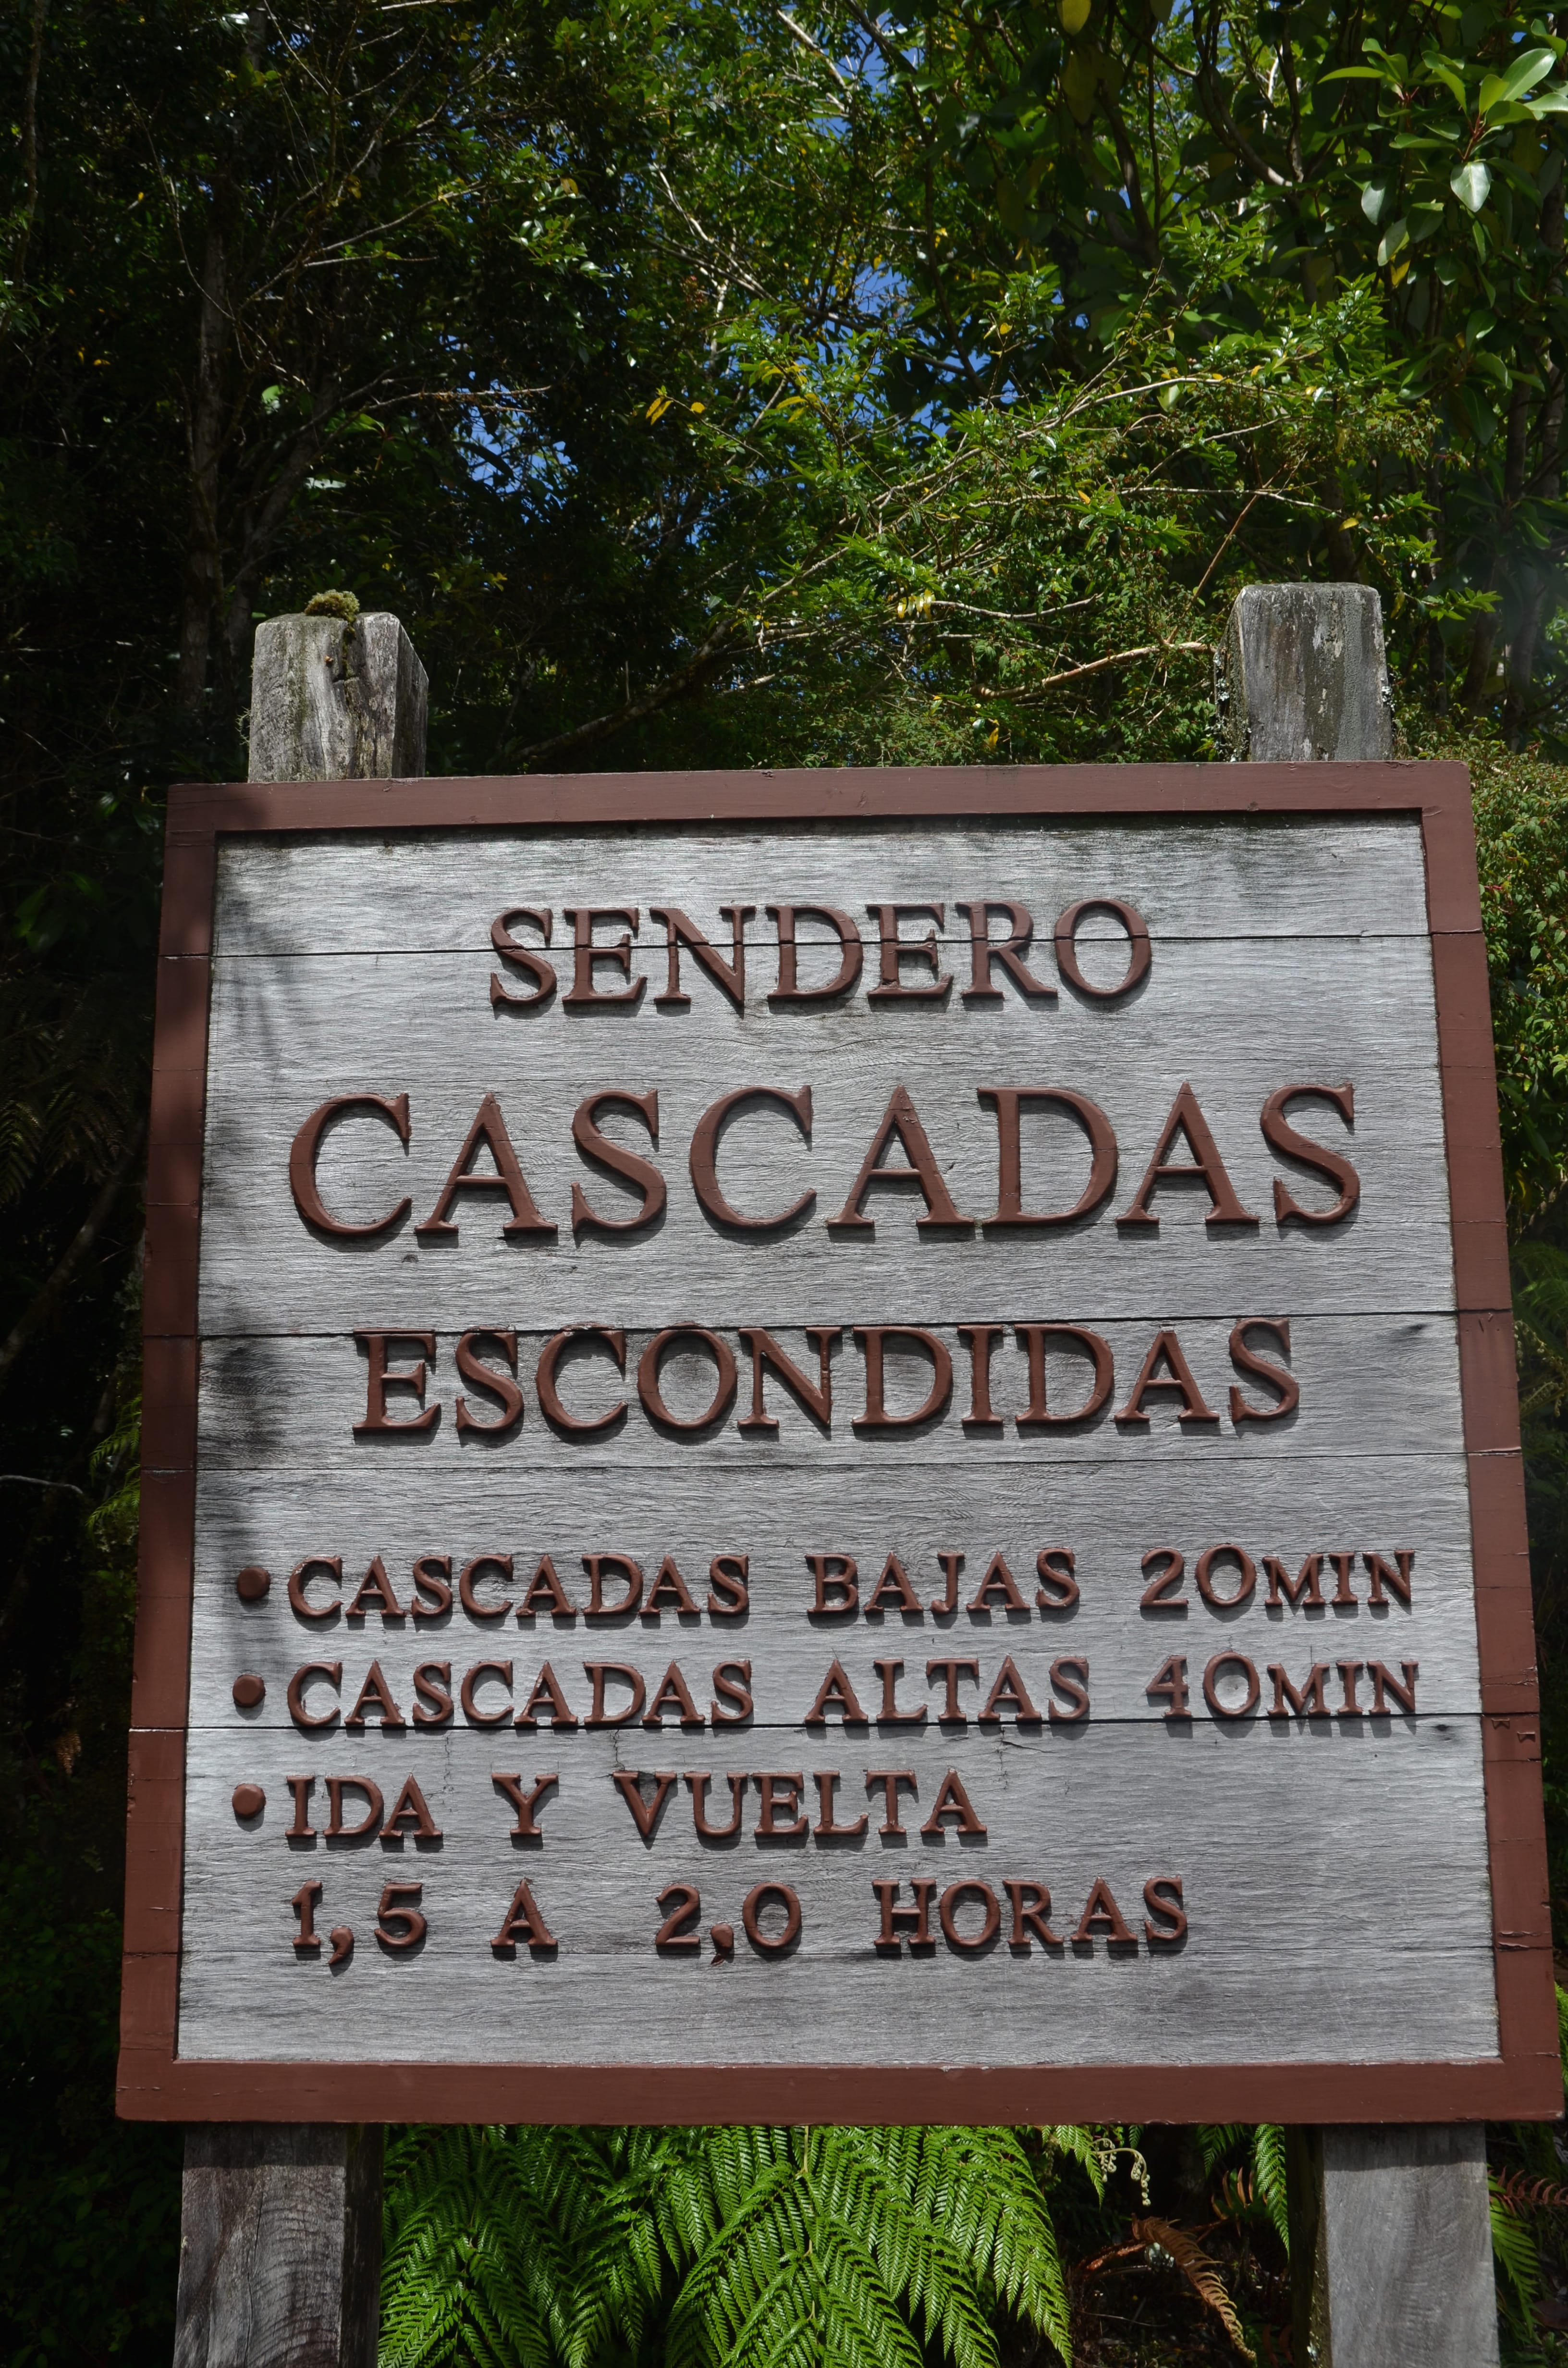 SENDERO
CASCADAS
ESCONDIDAS
• CASCADAS BAJAS 20MIN
• CASCADAS ALTAS 40MIN
• IDA Y VUELTA
1,5 A 2,0 HORAS